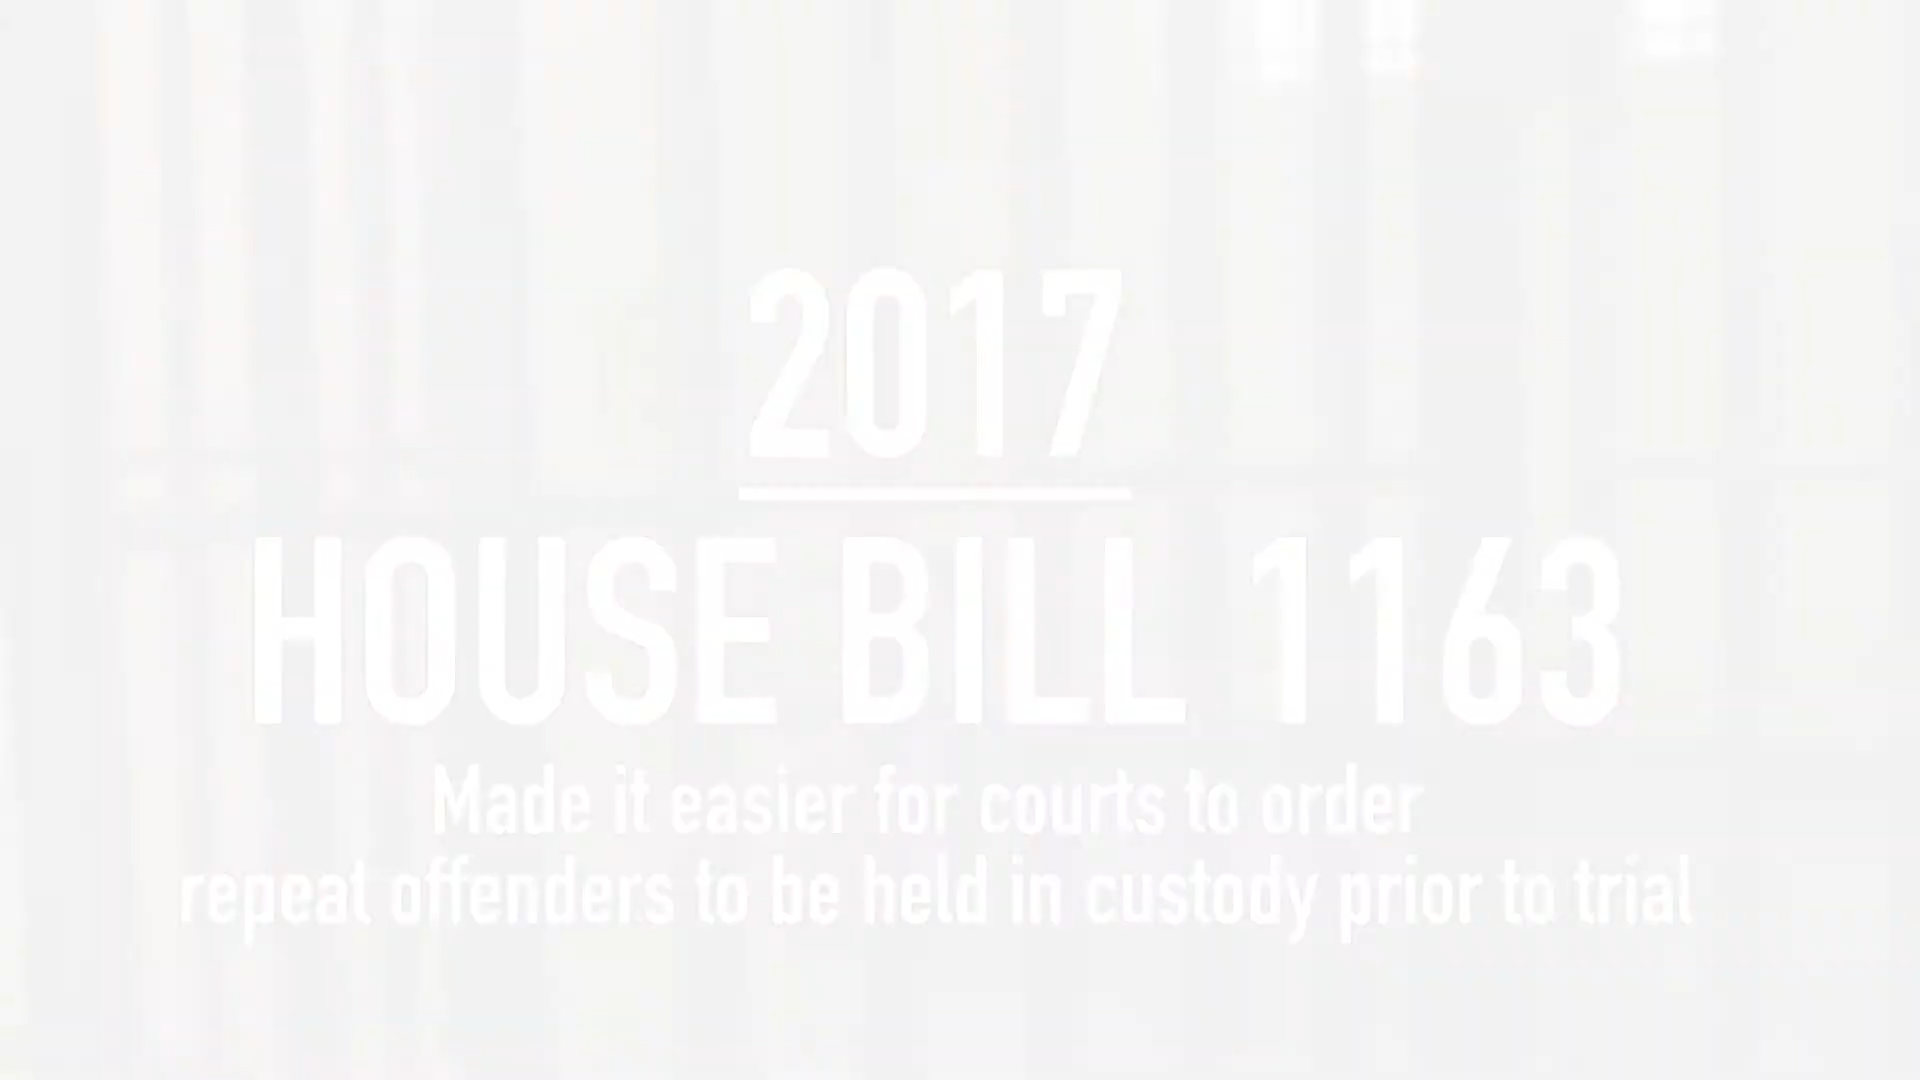 2017
HOUSE BILL 1163
Made it easier for courts to order
repeat offenders to be held in custody prior to trial